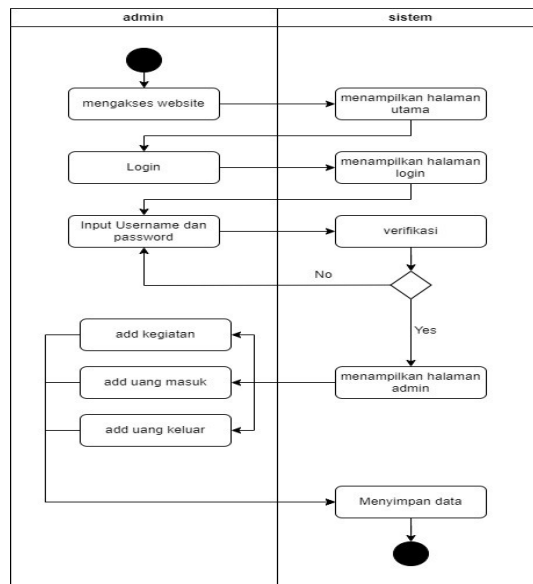 admin
sistem
mengakses website
menampilkan halaman
utama
Login
menampilkan halaman
login
Input Username dan
password
verifikasi
No
Yes
add kegiatan
add uang masuk
menampilkan halaman
admin
add uang keluar
Menyimpan data